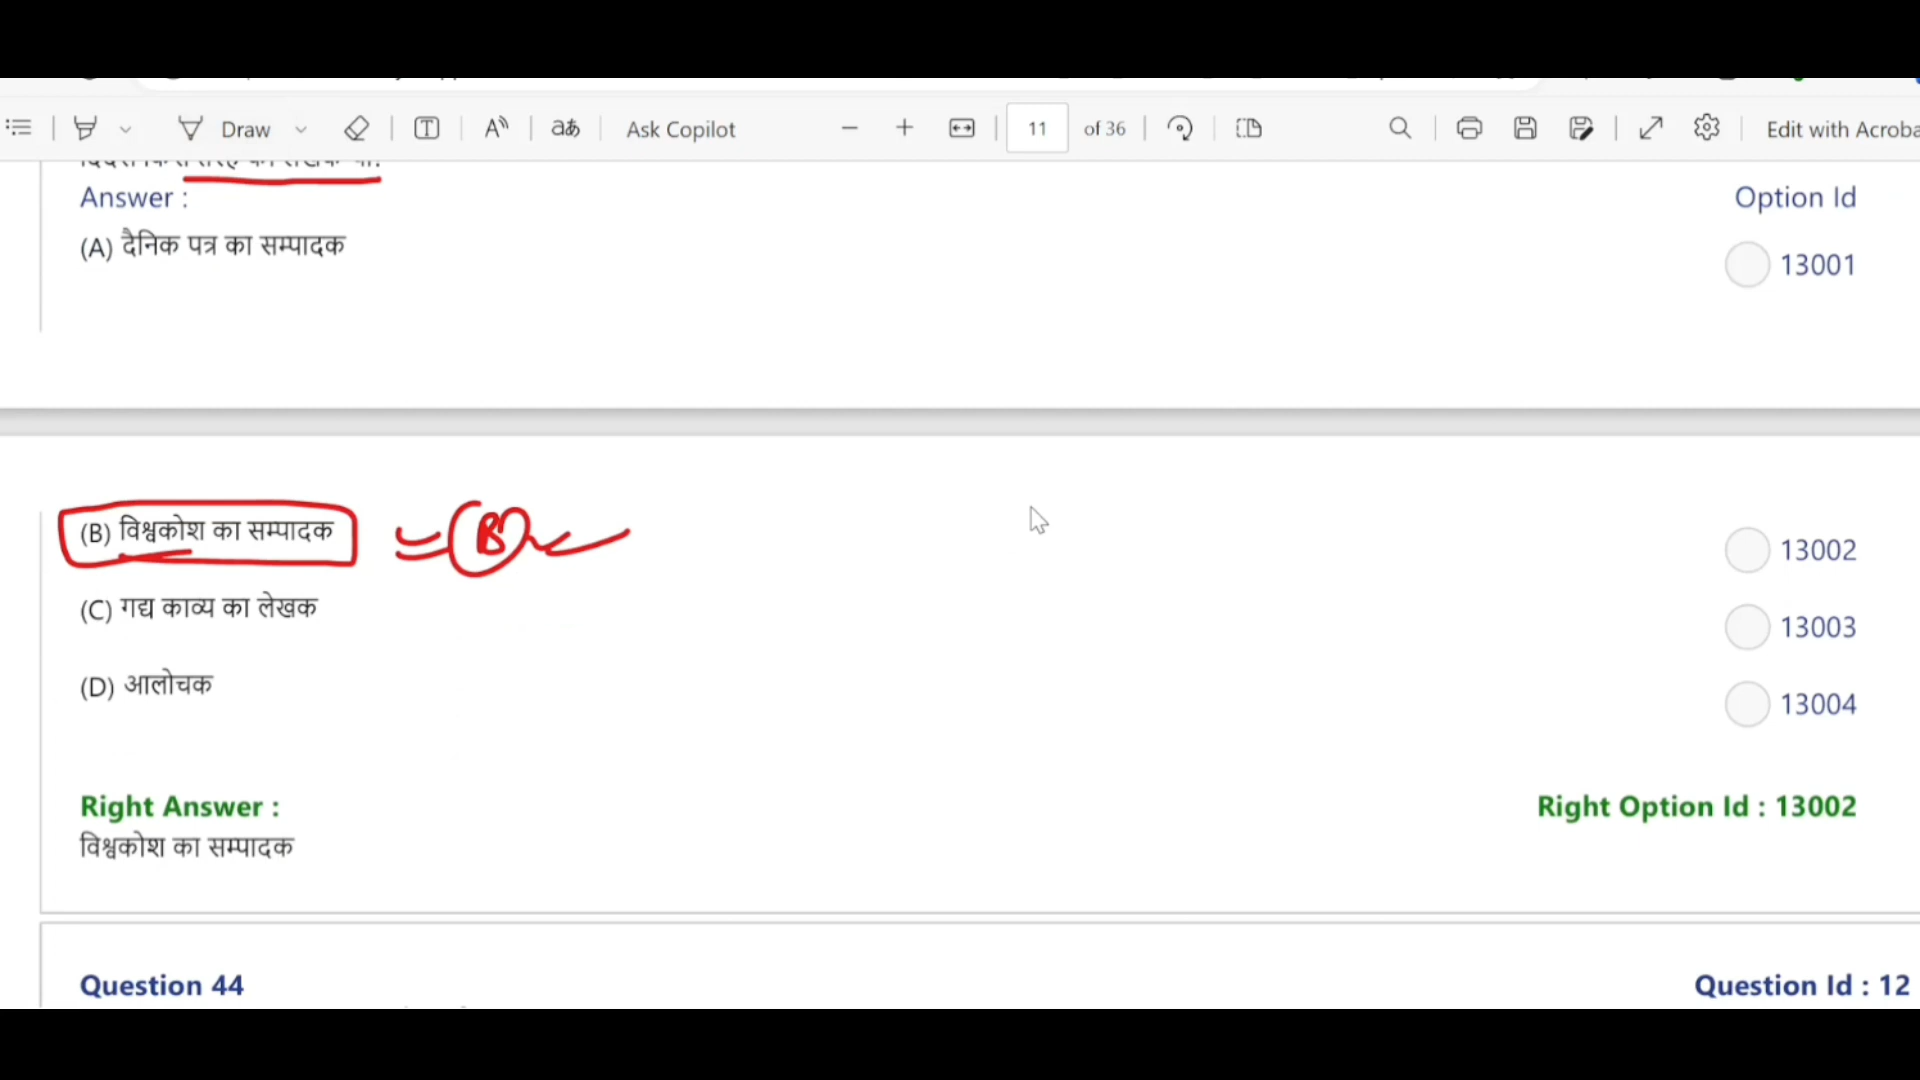 Draw
Ask Copilot
11 of 36
Edit with Acroba
Answer :
Option Id
(A) दैनिक पत्र का सम्पादक
13001
(B) विश्वकोश का सम्पादक
B
13002
(C) गद्य काव्य का लेखक
13003
(D) आलोचक
13004
Right Answer :
Right Option Id : 13002
विश्वकोश का सम्पादक
Question 44
Question Id : 12